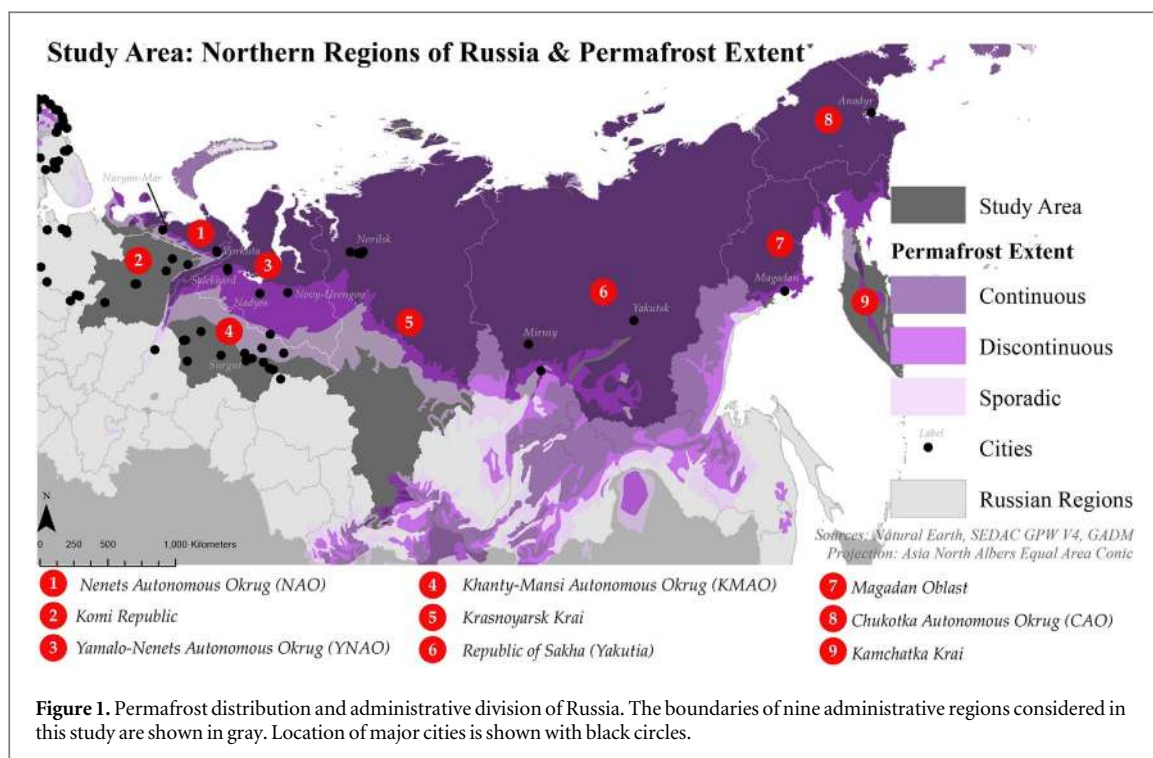 Study Area: Northern Regions of Russia & Permafrost Extent
Anadyr
8
Naryan-Mar
1
2
Vorkuta
3
Norilsk
7
Salekhard
Nadym
Novy-Urengoy
6
Magadan
9
5
Yakutsk
4
Mirniy
Surgut
Study Area
Permafrost Extent
Continuous
Discontinuous
Sporadic
Label
Cities
Russian Regions
N
0 250 500 1,000 Kilometers
Sources: Natural Earth, SEDAC GPW V4, GADM
Projection: Asia North Albers Equal Area Conic
1 Nenets Autonomous Okrug (NAO)
2 Komi Republic
3 Yamalo-Nenets Autonomous Okrug (YNAO)
4 Khanty-Mansi Autonomous Okrug (KMAO)
5 Krasnoyarsk Krai
6 Republic of Sakha (Yakutia)
7 Magadan Oblast
8 Chukotka Autonomous Okrug (CAO)
9 Kamchatka Krai
Figure 1. Permafrost distribution and administrative division of Russia. The boundaries of nine administrative regions considered in
this study are shown in gray. Location of major cities is shown with black circles.